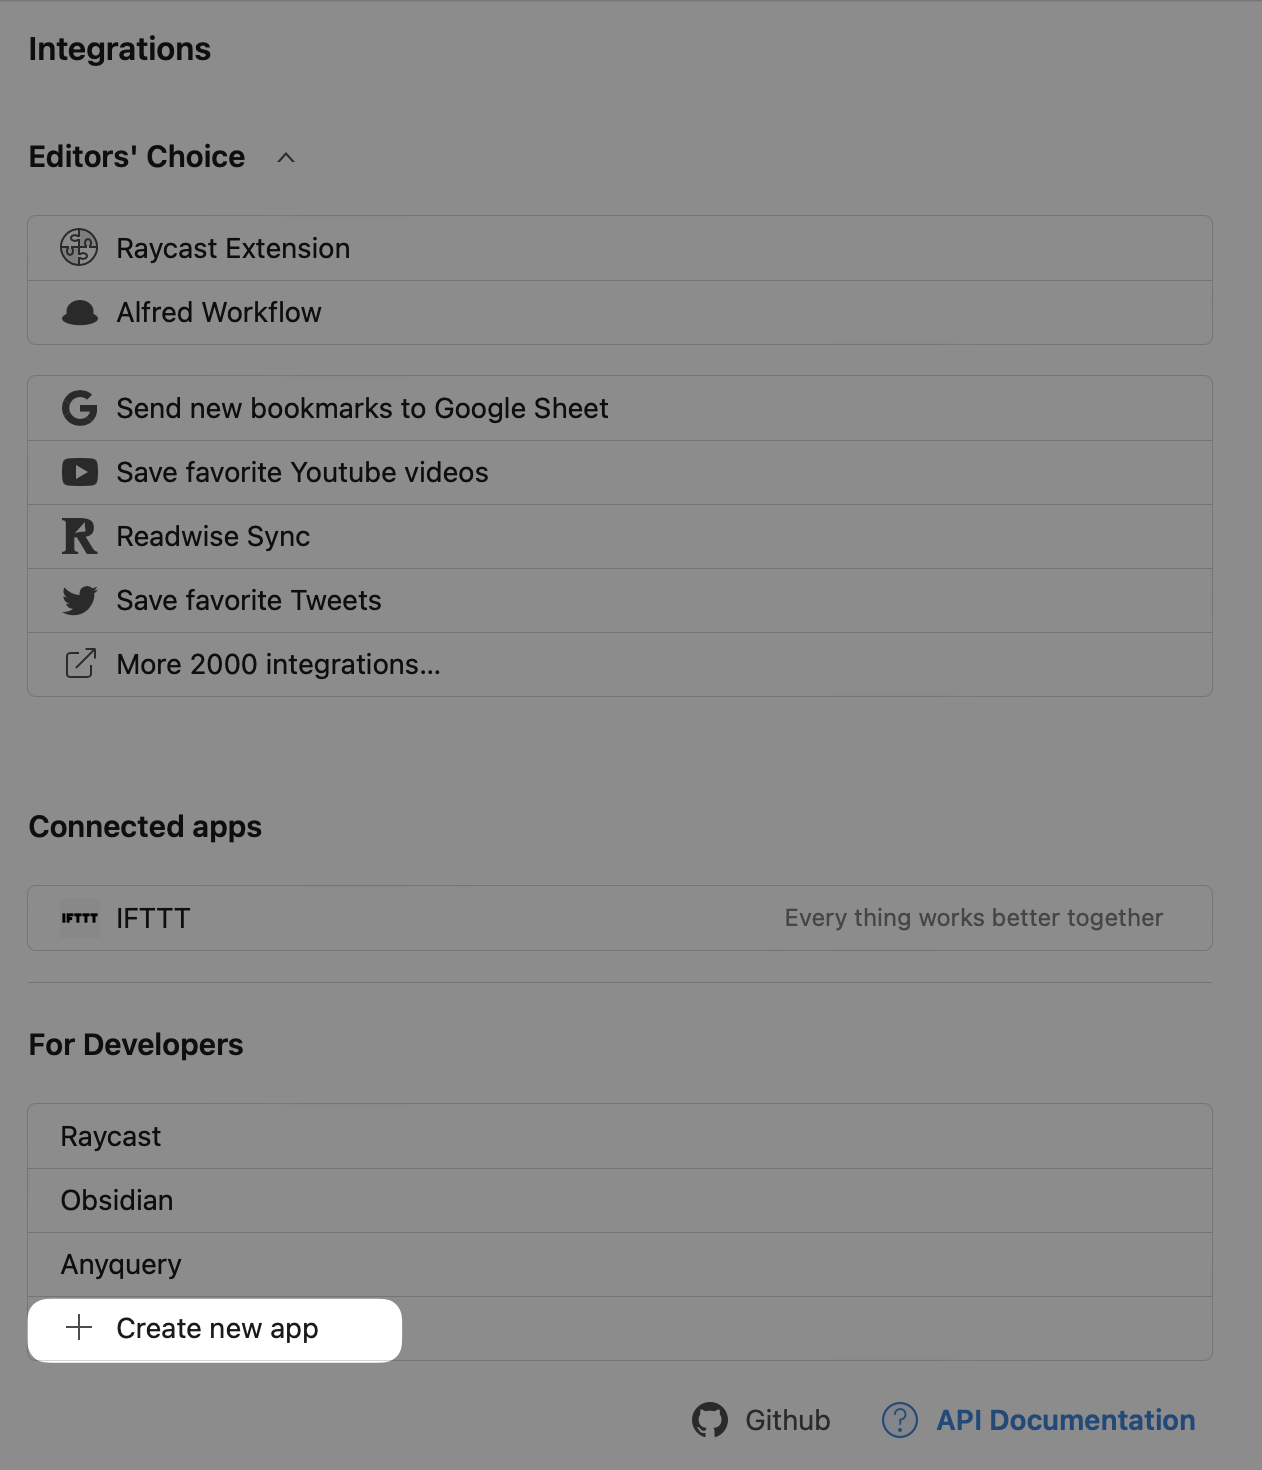 Integrations
Editors' Choice
Raycast Extension
Alfred Workflow
Send new bookmarks to Google Sheet
Save favorite Youtube videos
Readwise Sync
Save favorite Tweets
More 2000 integrations...
Connected apps
IFTTT IFTTT Every thing works better together
For Developers
Raycast
Obsidian
Anyquery
Create new app
Github API Documentation